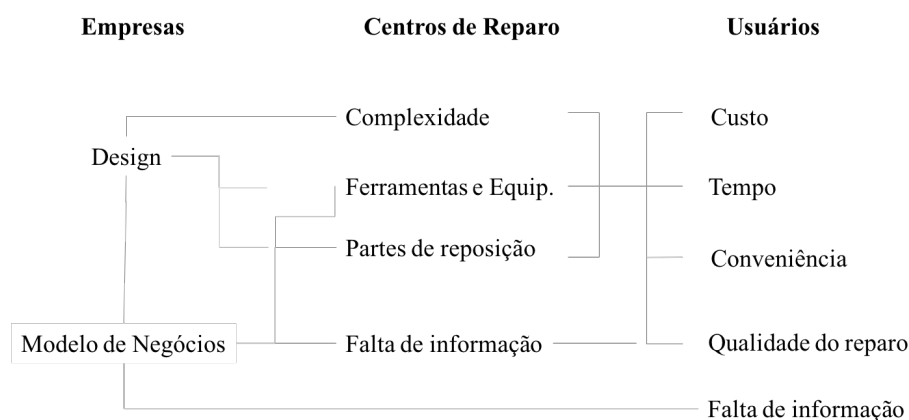 Empresas
Centros de Reparo
Usuários
Complexidade
Custo
Design
Ferramentas e Equip.
Tempo
Partes de reposição
Conveniência
Modelo de Negócios
Falta de informação
Qualidade do reparo
Falta de informação